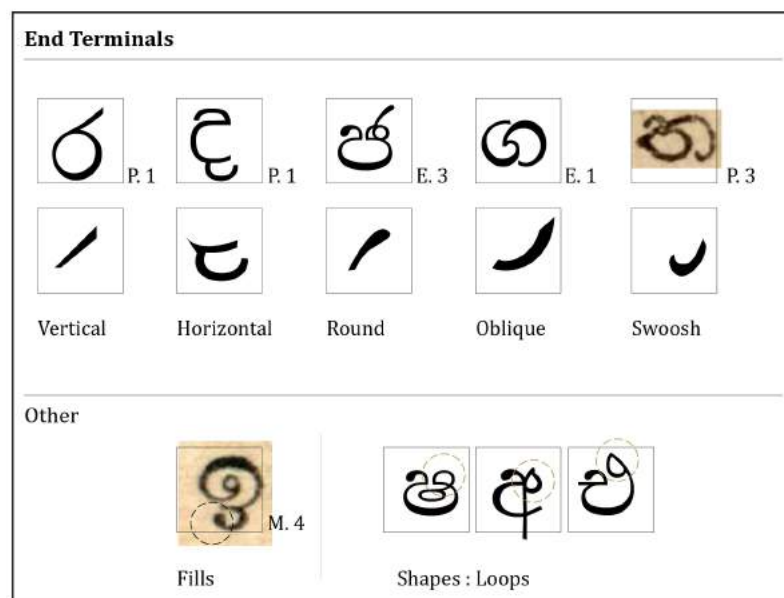 End Terminals
ර ද ජ ග
P. 1 P. 1 E. 3 E. 1 P. 3
Vertical Horizontal Round Oblique Swoosh
Other
M. 4
Fills Shapes : Loops